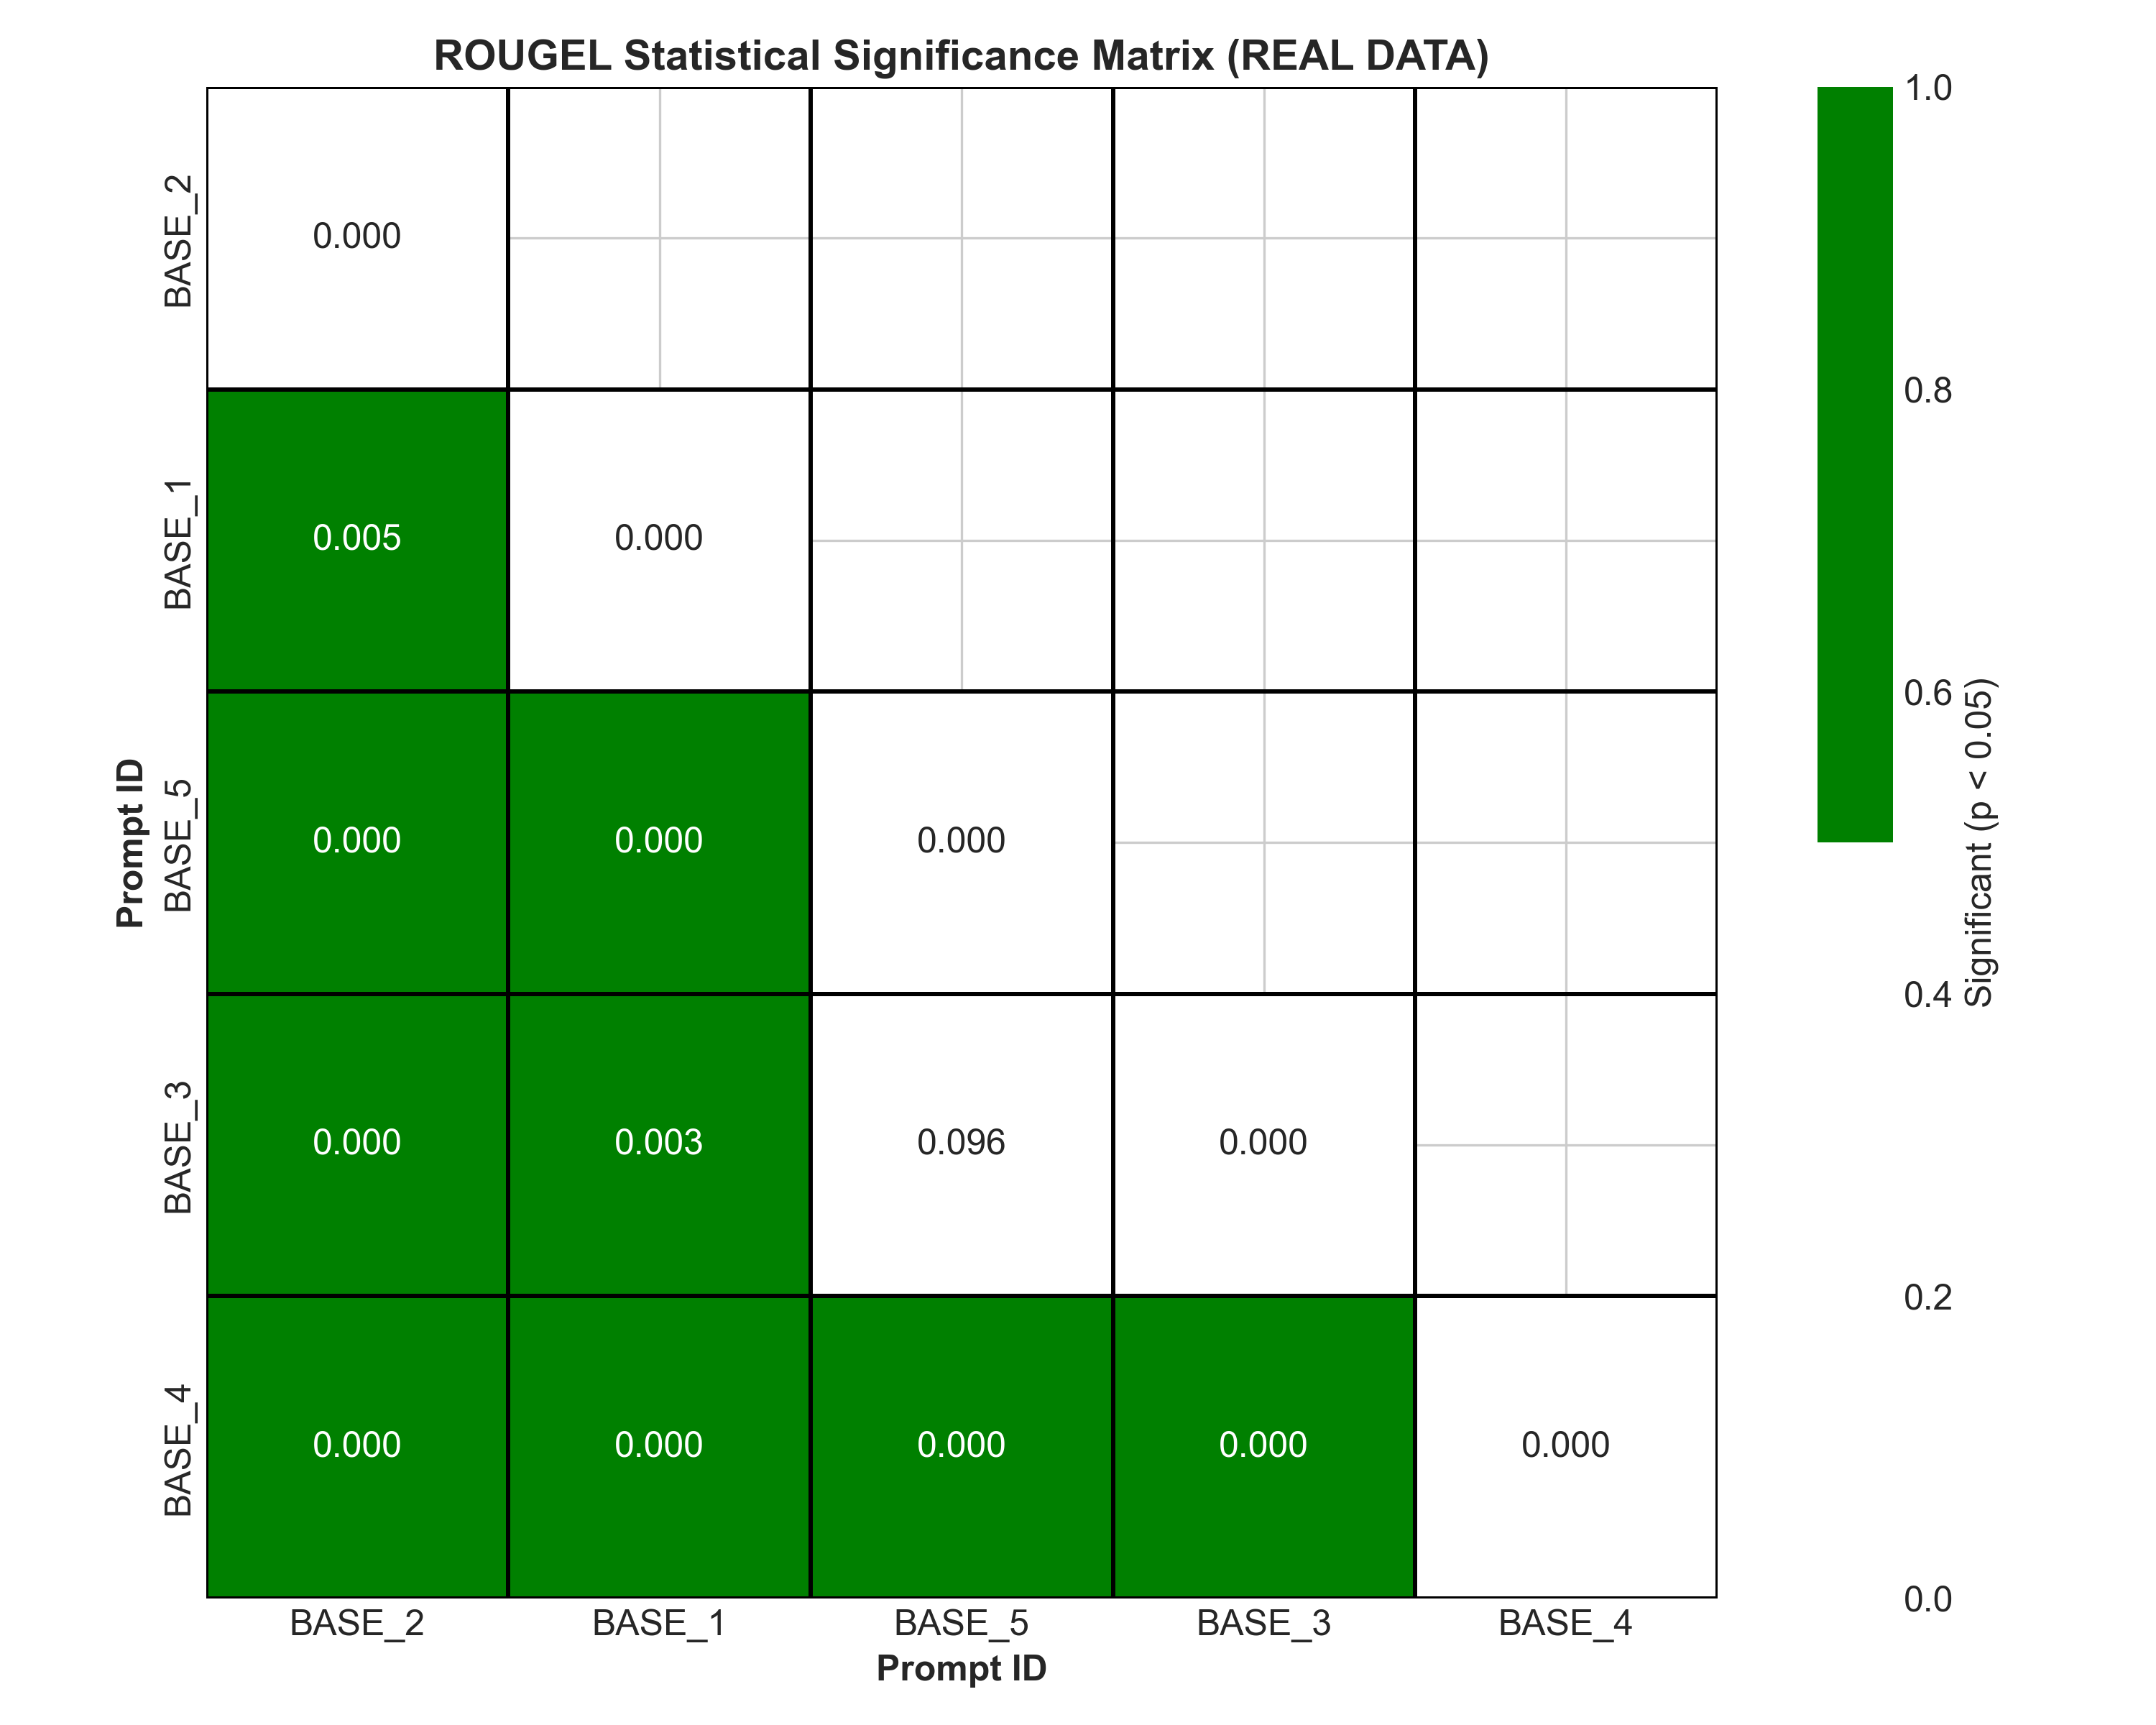 ROUGEL Statistical Significance Matrix (REAL DATA)
Prompt ID
BASE_2
0.000
BASE_1
0.005 0.000
BASE_5
0.000 0.000 0.000
BASE_3
0.000 0.003 0.096 0.000
BASE_4
0.000 0.000 0.000 0.000 0.000
BASE_2 BASE_1 BASE_5 BASE_3 BASE_4
Prompt ID
1.0
0.8
0.6
0.4
0.2
0.0
Significant (p < 0.05)